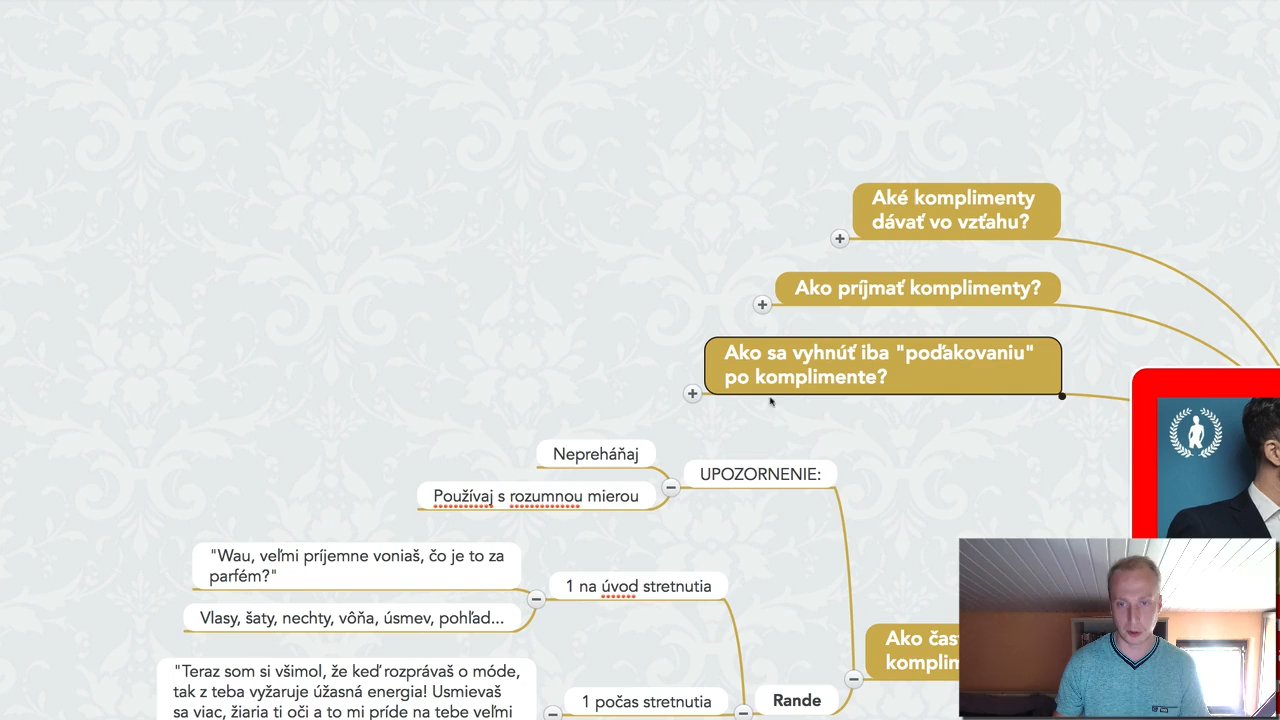 Aké komplimenty
dávať vo vzťahu?
Ako príjmať komplimenty?
Ako sa vyhnúť iba "poďakovaniu"
po komplimente?
Nepreháňaj
UPOZORNENIE:
Používaj s rozumnou mierou
"Wau, veľmi príjemne voniaš, čo je to za
parfém?"
1 na úvod stretnutia
Vlasy, šaty, nechty, vôňa, úsmev, pohľad...
Ako
"Teraz som si všimol, že keď rozprávaš o móde,
tak z teba vyžaruje úžasná energia! Usmievaš
sa viac, žiaria ti oči a to mi príde na tebe veľmi
1 počas stretnutia
Rande